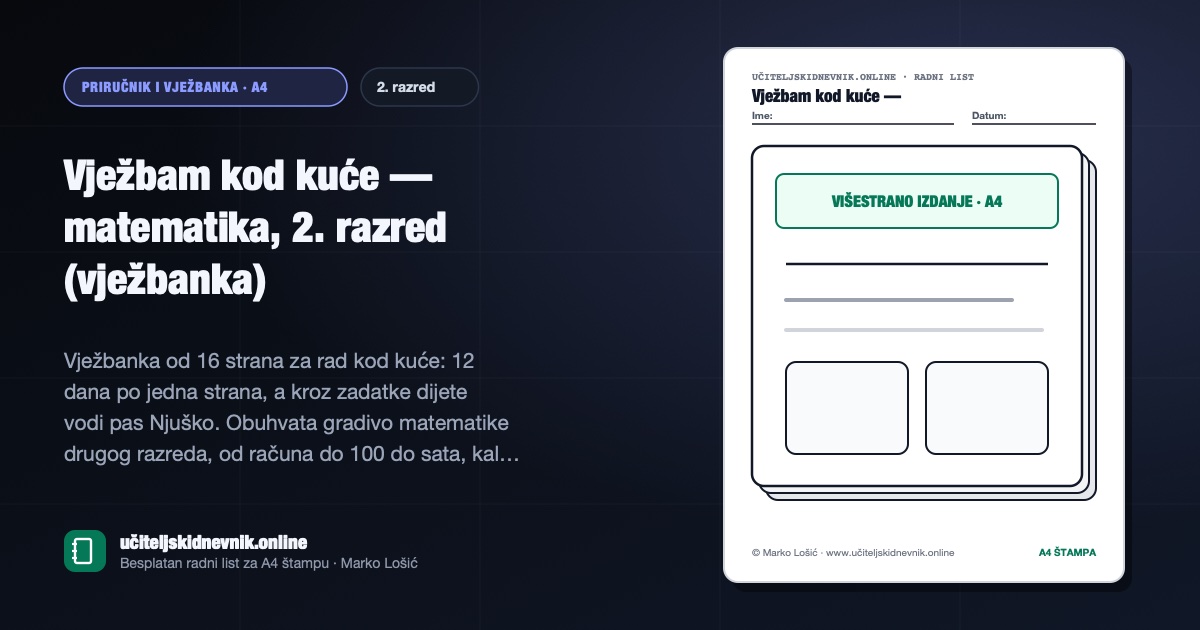 PRIRUČNIK I VJEŽBANKA · A4
2. razred
Vježbam kod kuće —
matematika, 2. razred
(vježbanka)
Vježbanka od 16 strana za rad kod kuće: 12
dana po jedna strana, a kroz zadatke dijete
vodi pas Njuško. Obuhvata gradivo matematike
drugog razreda, od računa do 100 do sata, kal…
učiteljskidnevnik.online
Besplatan radni list za A4 štampu · Marko Lošić
UČITELJSKIDNEVNIK.ONLINE · RADNI LIST
Vježbam kod kuće —
Ime:
Datum:
VIŠESTRANO IZDANJE · A4
© Marko Lošić · www.učiteljskidnevnik.online
A4 ŠTAMPA